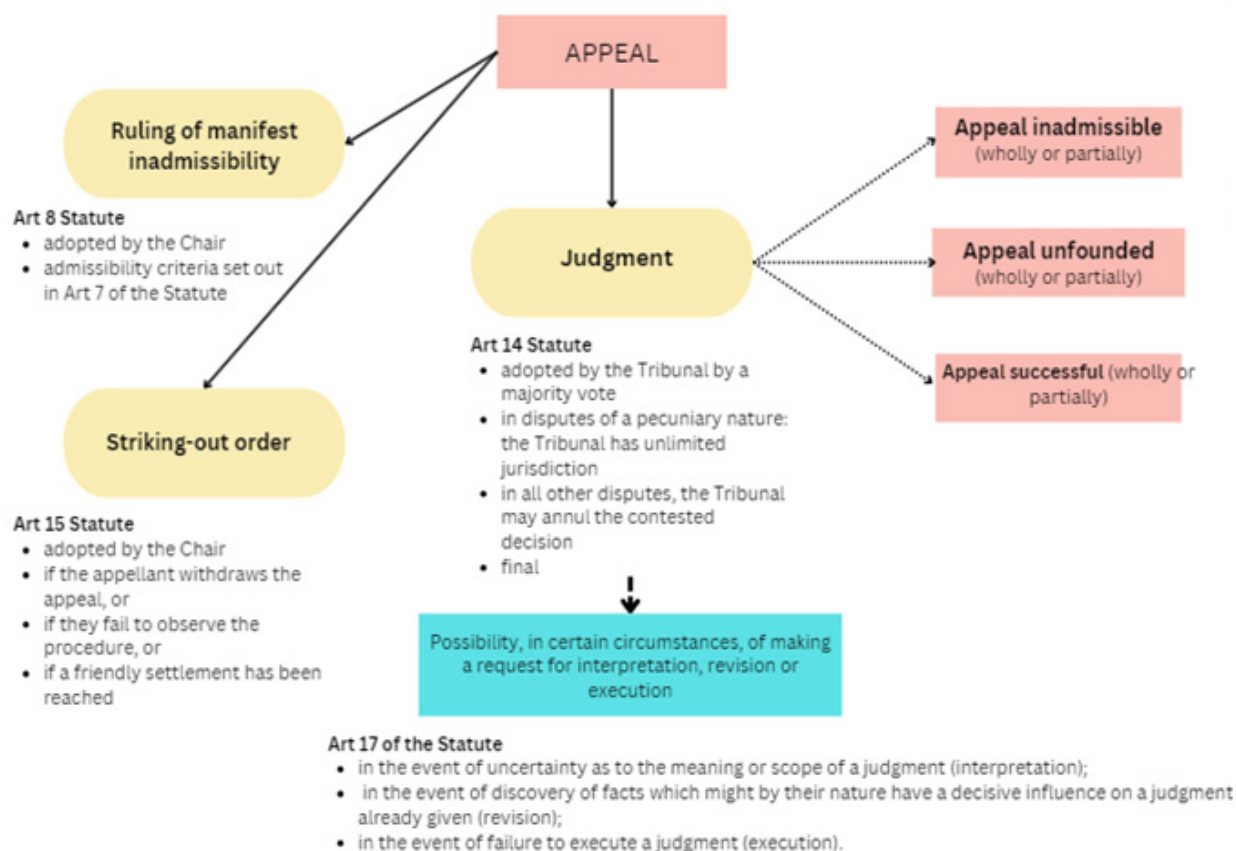 APPEAL
Ruling of manifest
inadmissibility
Art 8 Statute
• adopted by the Chair
• admissibility criteria set out
in Art 7 of the Statute
Striking-out order
Art 15 Statute
• adopted by the Chair
• if the appellant withdraws the
appeal, or
• if they fail to observe the
procedure, or
• if a friendly settlement has been
reached
Judgment
Art 14 Statute
• adopted by the Tribunal by a
majority vote
• in disputes of a pecuniary nature:
the Tribunal has unlimited
jurisdiction
• in all other disputes, the Tribunal
may annul the contested
decision
• final
Appeal inadmissible
(wholly or partially)
Appeal unfounded
(wholly or partially)
Appeal successful (wholly or
partially)
Possibility, in certain circumstances, of making
a request for interpretation, revision or
execution
Art 17 of the Statute
• in the event of uncertainty as to the meaning or scope of a judgment (interpretation);
• in the event of discovery of facts which might by their nature have a decisive influence on a judgment
already given (revision);
• in the event of failure to execute a judgment (execution).